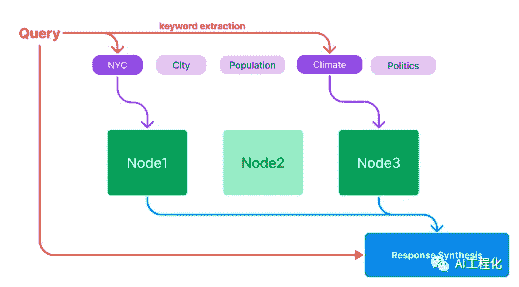 keyword extraction
Query
NYC
City
Population
Climate
Politics
Node1
Node2
Node3
Response Synthesis
AI工程化